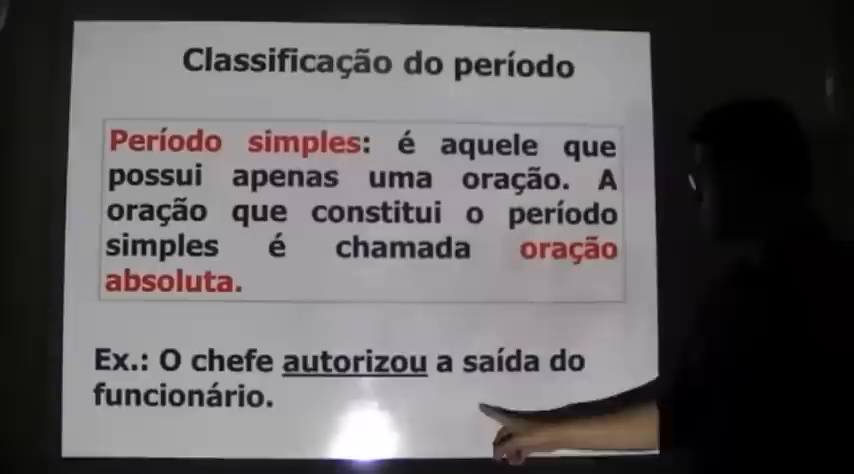 Classificação do período
Período simples: é aquele que
possui apenas uma oração. A
oração que constitui o período
simples é chamada oração
absoluta.
Ex.: O chefe autorizou a saída do
funcionário.